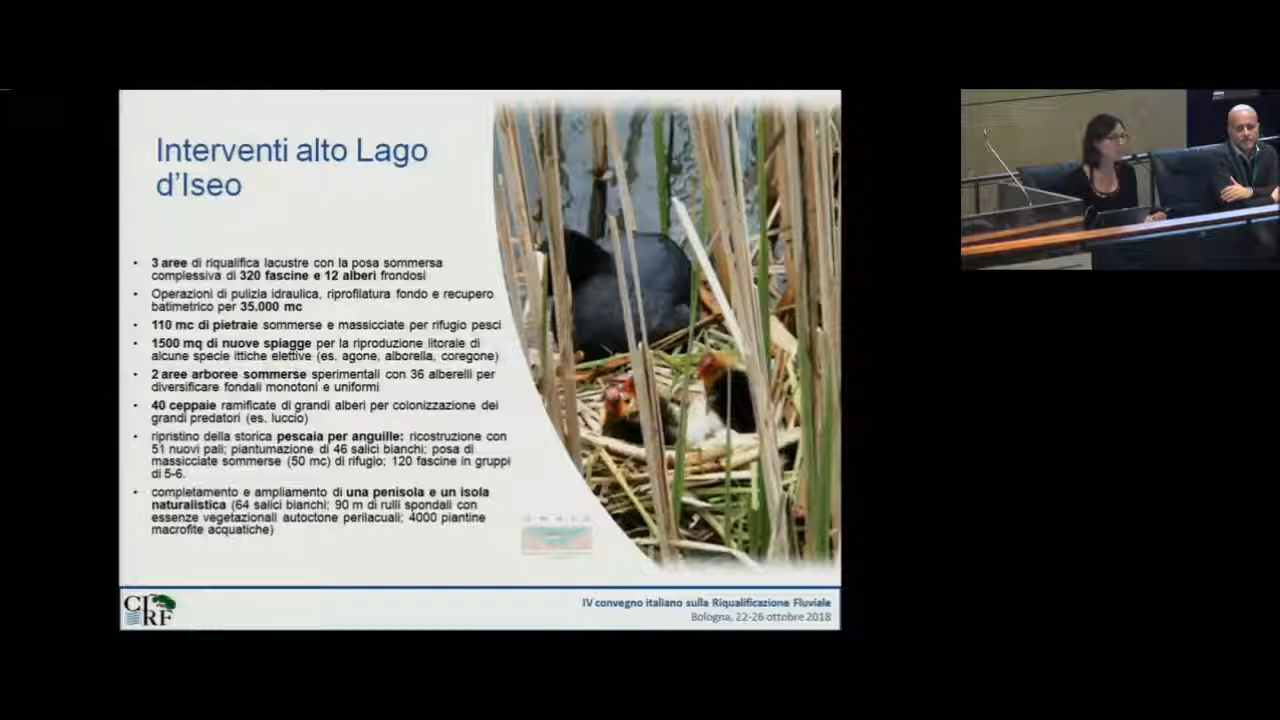 Interventi alto Lago
d'Iseo
• 3 aree di riqualifica lacustre con la posa sommersa
complessiva di 320 fascine e 12 alberi frondosi
• Operazioni di pulizia idraulica, riprofilatura fondo e recupero
batimetrico per 35.000 mc
• 110 mc di pietraie sommerse e massicciate per rifugio pesci
• 1500 mq di nuove spiagge per la riproduzione litorale di
alcune specie ittiche elettive (es. agone, alborella, coregone)
• 2 aree arboree sommerse sperimentali con 36 alberelli per
diversificare fondali monotoni e uniformi
• 40 ceppaie ramificate di grandi alberi per colonizzazione dei
grandi predatori (es. luccio)
• ripristino della storica pescaia per anguille: ricostruzione con
51 nuovi pali; piantumazione di 46 salici bianchi; posa di
massicciate sommerse (50 mc) di rifugio; 120 fascine in gruppi
di 5-6.
• completamento e ampliamento di una penisola e un isola
naturalistica (64 salici bianchi; 90 m di rulli spondali con
essenze vegetazionali autoctone perilacuali; 4000 piantine
macrofite acquatiche)
CIRF
IV convegno italiano sulla Riqualificazione Fluviale
Bologna, 22-26 ottobre 2018